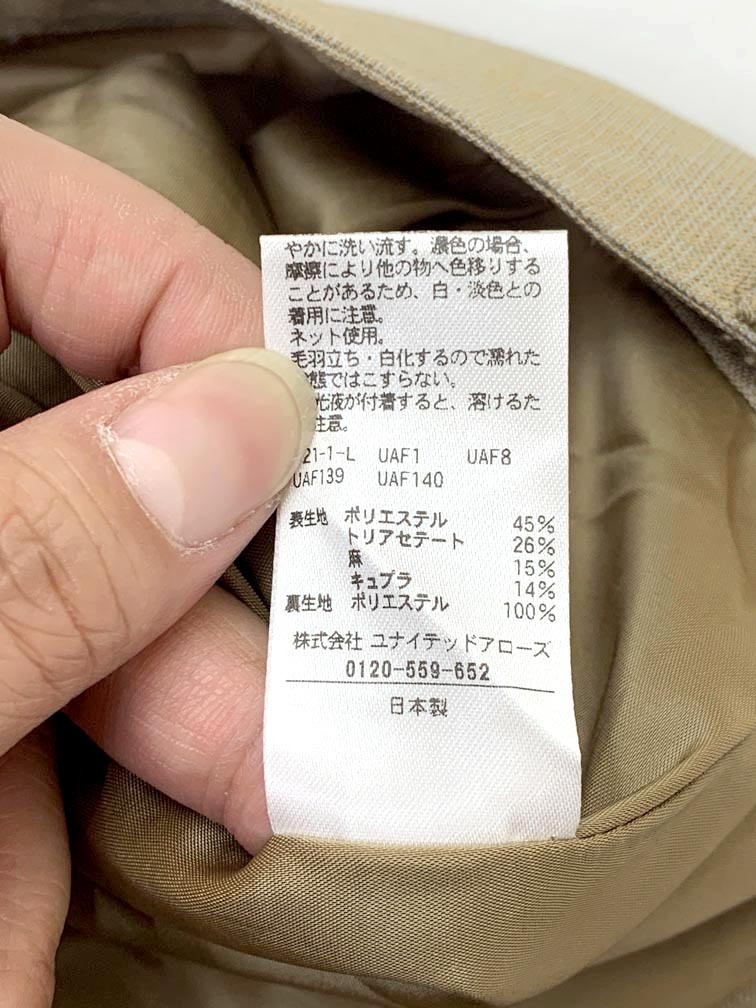 やかに洗い流す。濃色の場合、
摩擦により他の物へ色移りする
ことがあるため、白・淡色との
着用に注意。
ネット使用。
毛羽立ち・白化するので濡れた
態ではこすらない。
光液が付着すると、溶けるた
注意。
21-1-L UAF1 UAF8
UAF139 UAF140
表生地 ポリエステル 45%
トリアセテート 26%
麻 15%
キュプラ 14%
裏生地 ポリエステル 100%
株式会社 ユナイテッドアローズ
0120-559-652
日本製